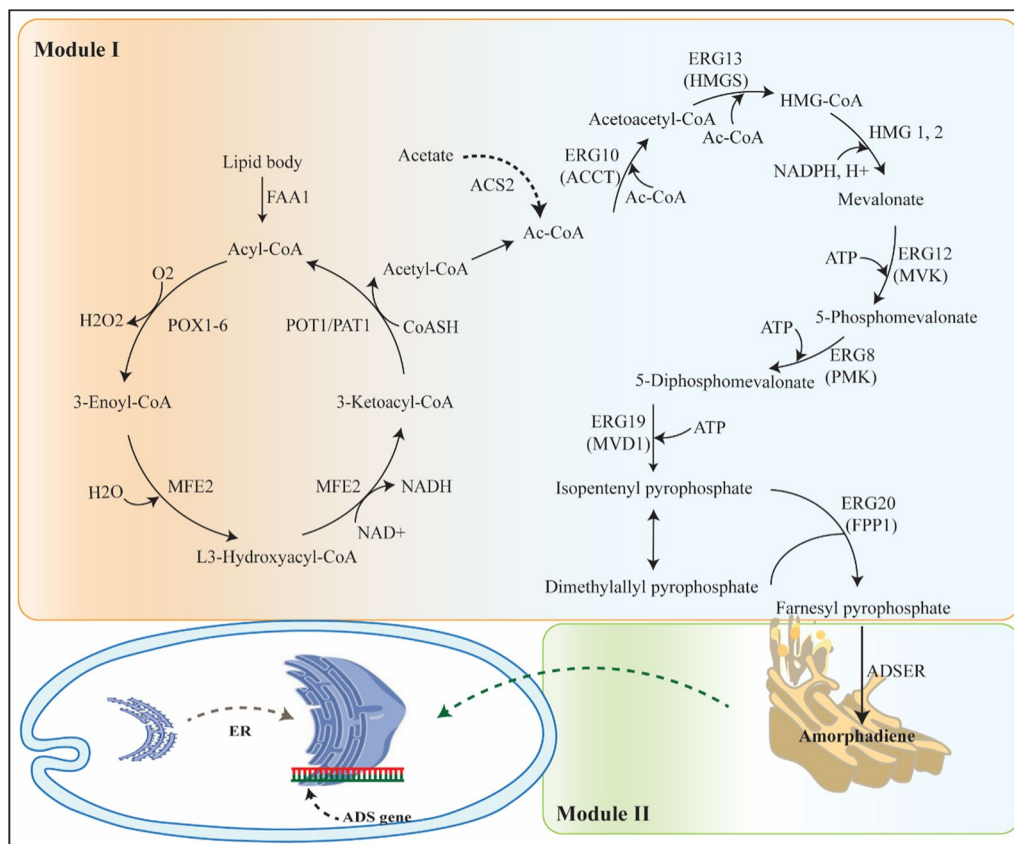 Module I
Lipid body
FAA1
Acyl-CoA
O2
H2O2
POX1-6
3-Enoyl-CoA
H2O
MFE2
L3-Hydroxyacyl-CoA
MFE2
NADH
NAD+
3-Ketoacyl-CoA
POT1/PAT1
CoASH
Acetyl-CoA
Acetate
ACS2
Ac-CoA
ERG10
(ACCT)
Ac-CoA
Acetoacetyl-CoA
ERG13
(HMGS)
Ac-CoA
HMG-CoA
HMG 1, 2
NADPH, H+
Mevalonate
ATP
ERG12
(MVK)
5-Phosphomevalonate
ATP
ERG8
(PMK)
5-Diphosphomevalonate
ERG19
(MVD1)
ATP
Isopentenyl pyrophosphate
ERG20
(FPP1)
Dimethylallyl pyrophosphate
Farnesyl pyrophosphate
ADSER
Amorphadiene
Module II
ER
ADS gene